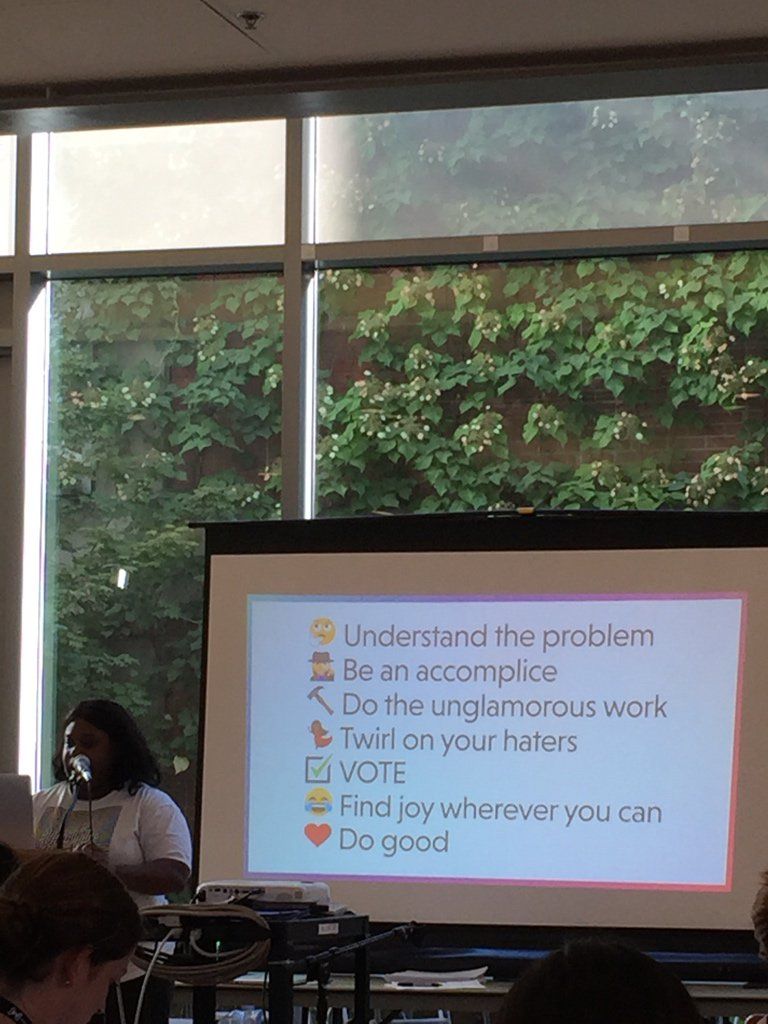 Understand the problem
Be an accomplice
Do the unglamorous work
Twirl on your haters
VOTE
Find joy wherever you can
Do good